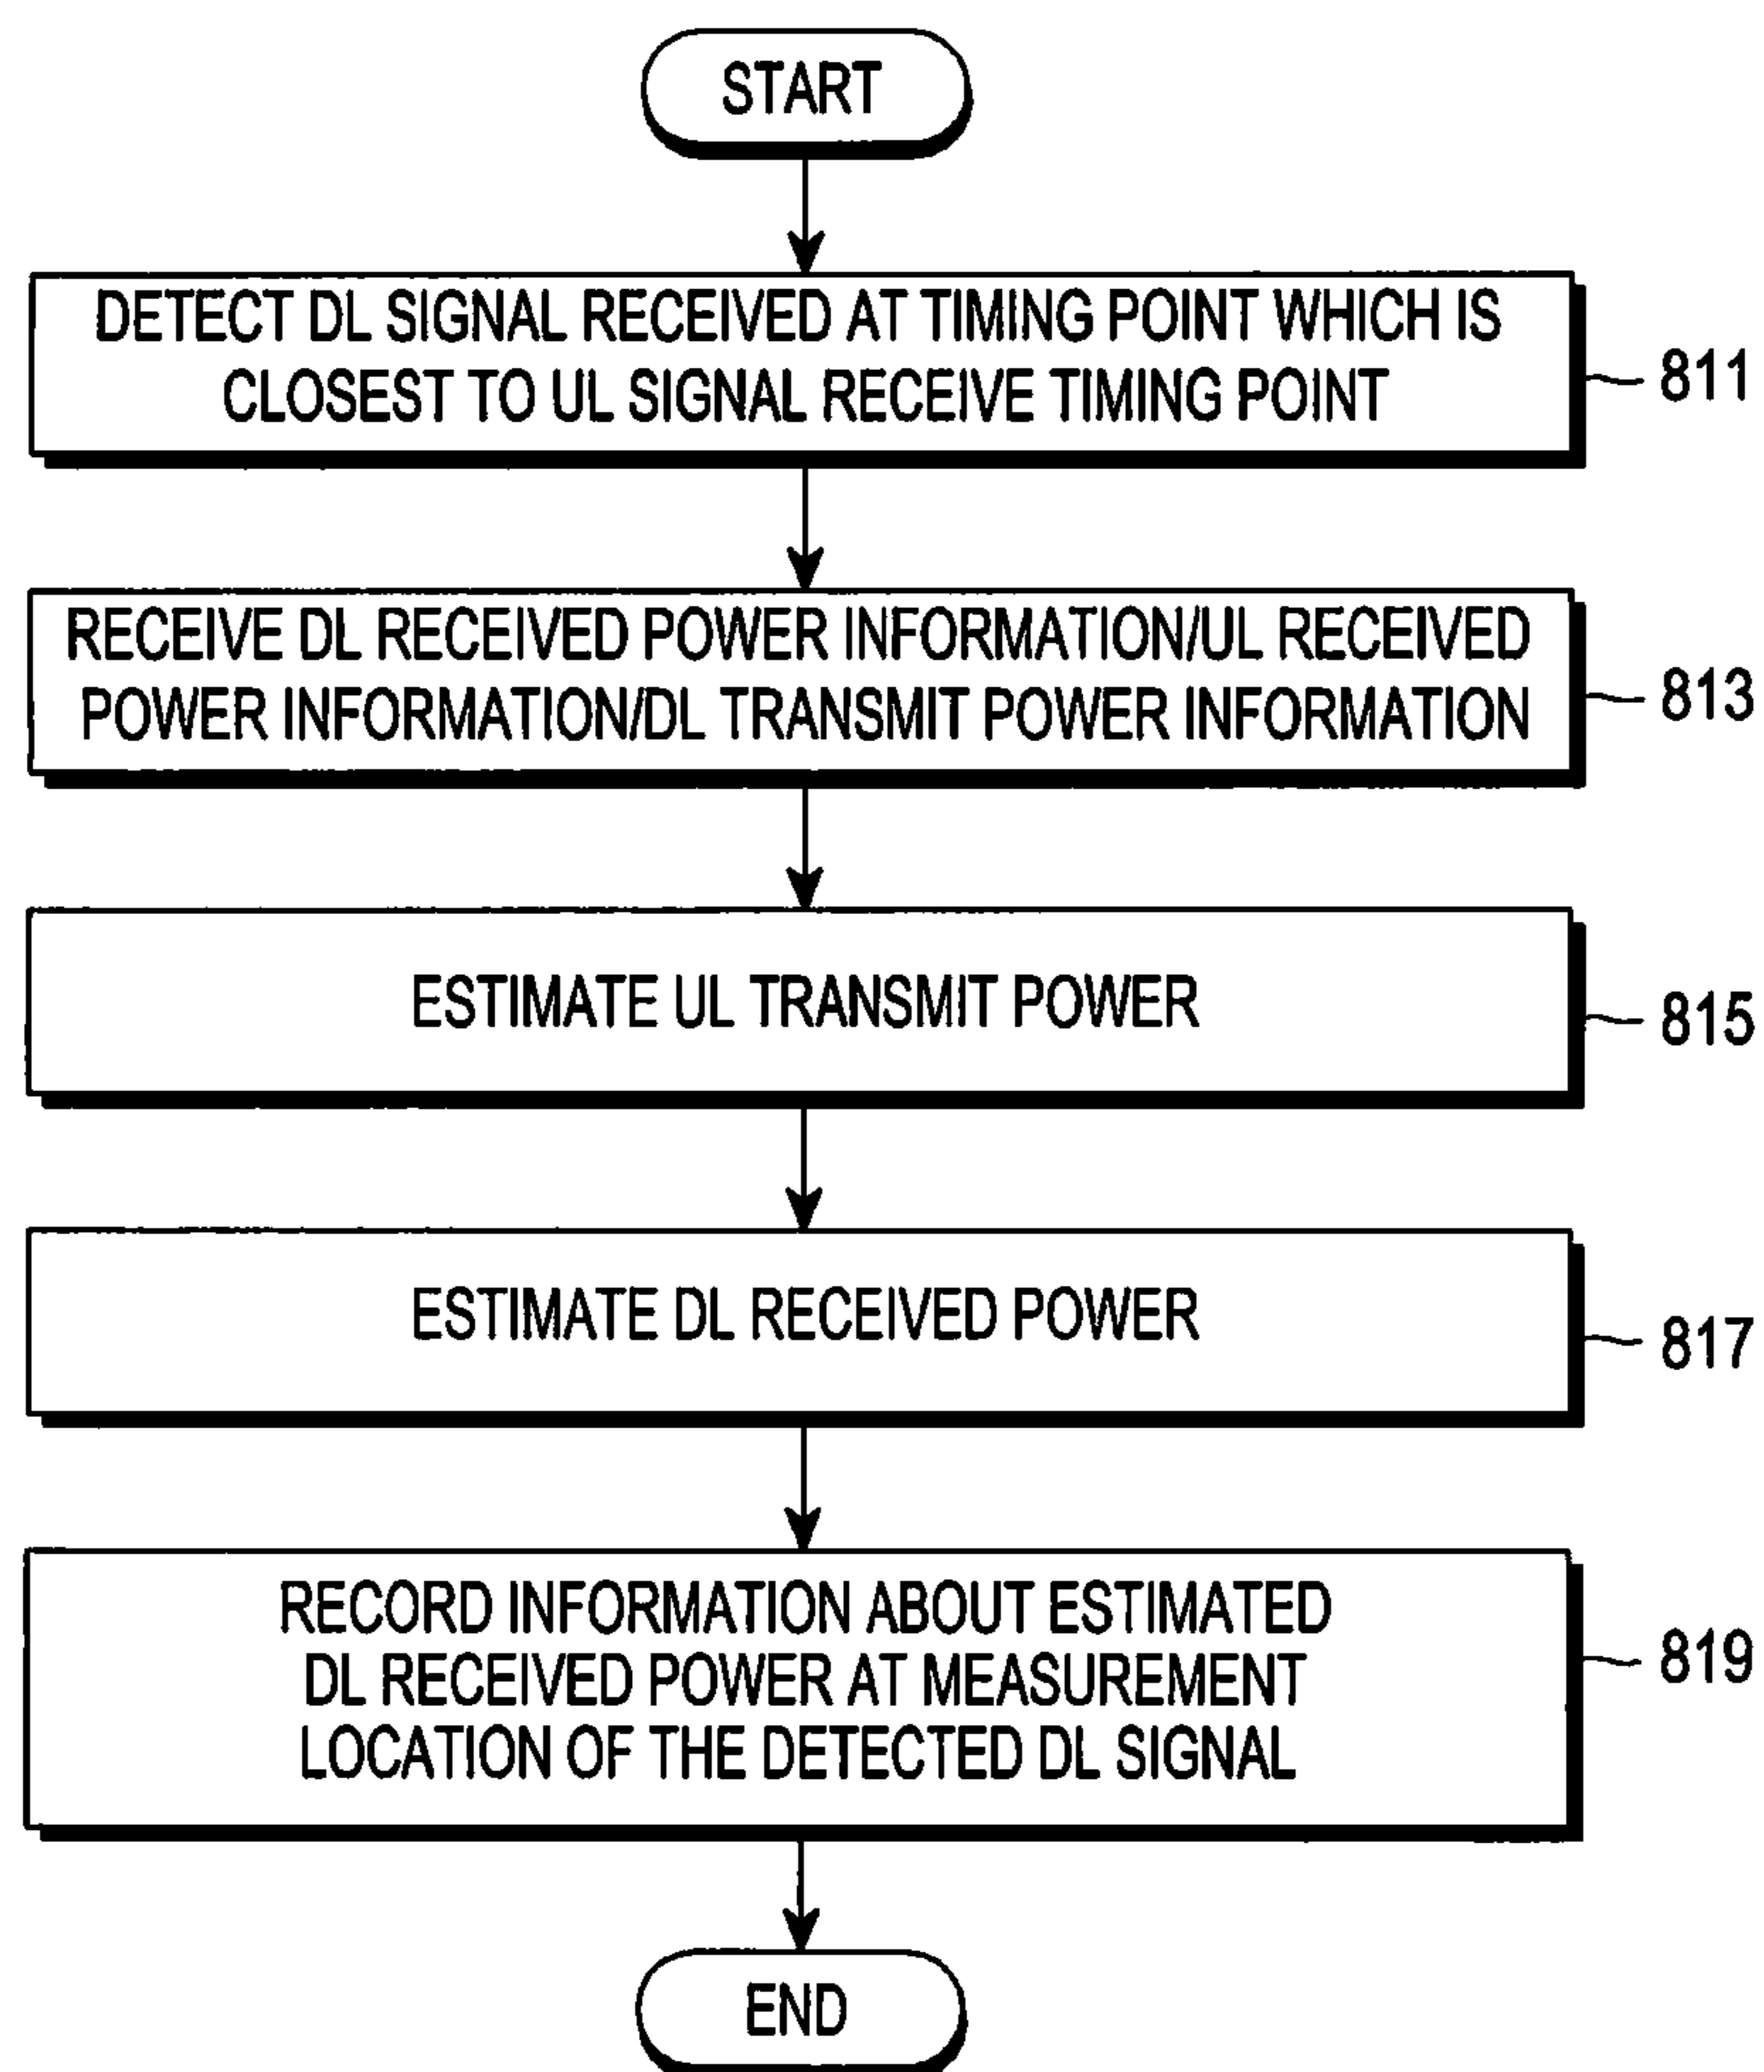 START
DETECT DL SIGNAL RECEIVED AT TIMING POINT WHICH IS
CLOSEST TO UL SIGNAL RECEIVE TIMING POINT
811
RECEIVE DL RECEIVED POWER INFORMATION/UL RECEIVED
POWER INFORMATION/DL TRANSMIT POWER INFORMATION
813
ESTIMATE UL TRANSMIT POWER
815
ESTIMATE DL RECEIVED POWER
817
RECORD INFORMATION ABOUT ESTIMATED
DL RECEIVED POWER AT MEASUREMENT
LOCATION OF THE DETECTED DL SIGNAL
819
END